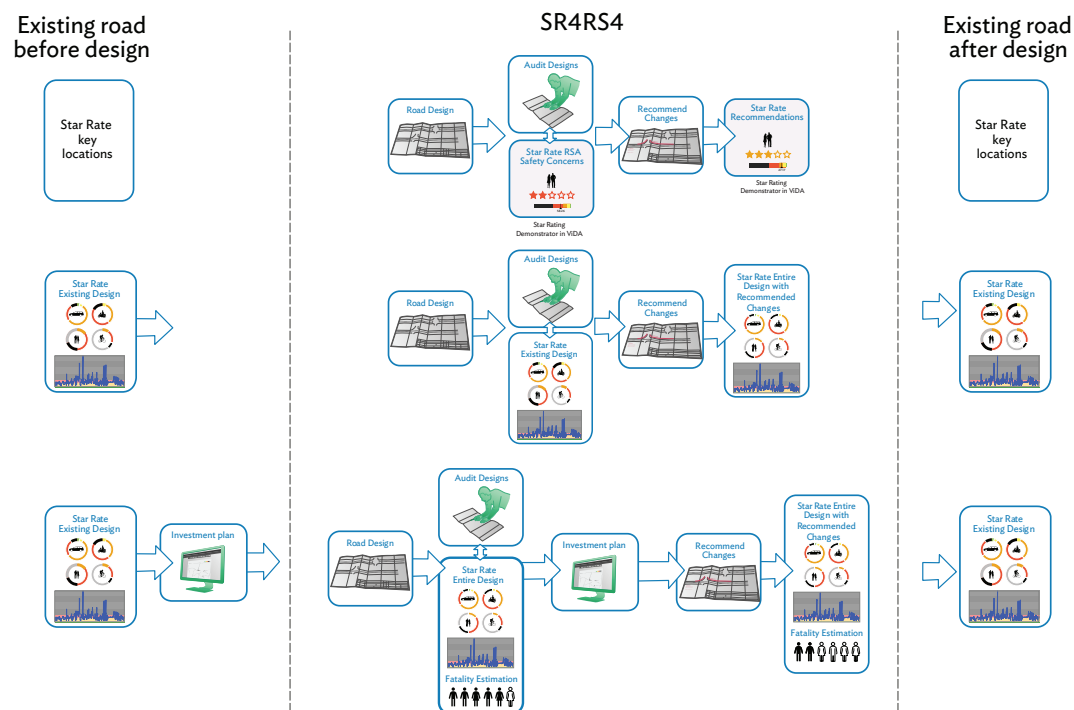 Existing road
before design
SR4RS4
Existing road
after design
Star Rate
key
locations
Road Design
Audit Designs
Star Rate RSA
Safety Concerns
Star Rating
Demonstrator in ViDA
Recommend
Changes
Star Rate
Recommendations
Star Rating
Demonstrator in ViDA
Star Rate
key
locations
Star Rate
Existing Design
Road Design
Audit Designs
Star Rate
Existing Design
Recommend
Changes
Star Rate Entire
Design with
Recommended
Changes
Star Rate
Existing Design
Star Rate
Existing Design
Investment plan
Road Design
Audit Designs
Star Rate
Entire Design
Fatality Estimation
Investment plan
Recommend
Changes
Star Rate Entire
Design with
Recommended
Changes
Fatality Estimation
Star Rate
Existing Design